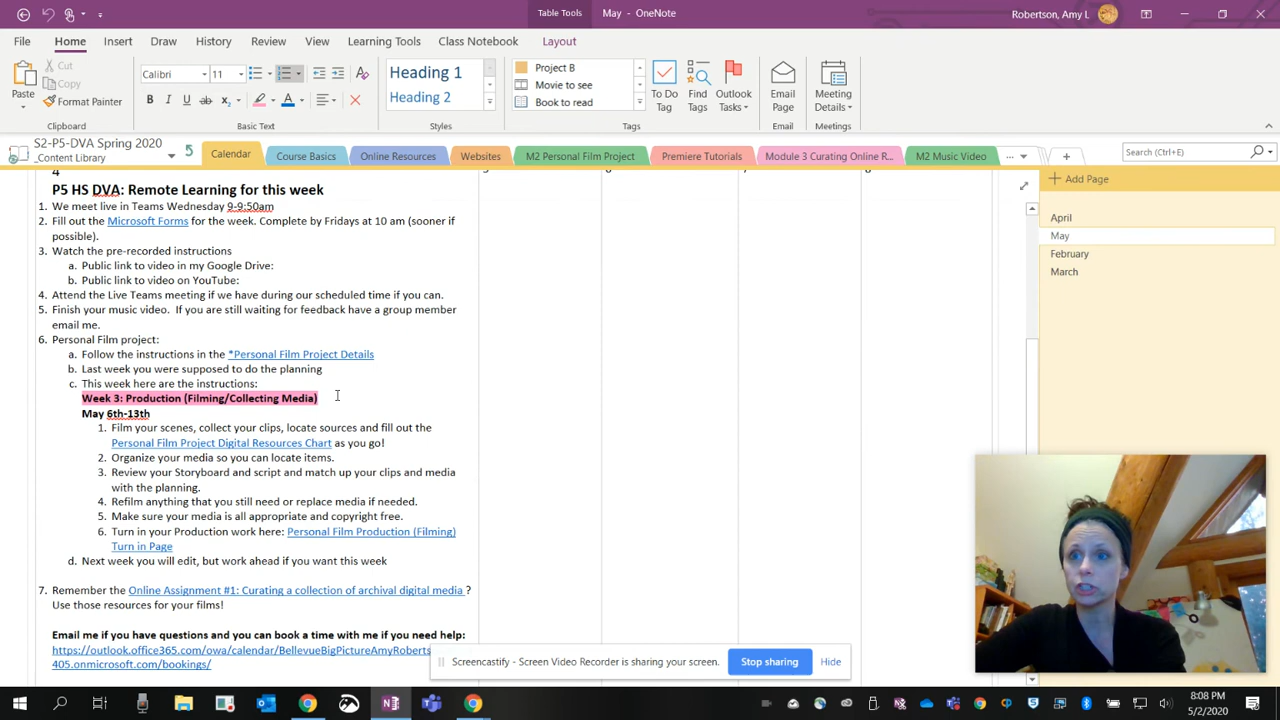 Table Tools
May - OneNote
Robertson, Amy L
File Home Insert Draw History Review View Learning Tools Class Notebook Layout
Paste
Cut
Copy
Format Painter
Clipboard
Calibri 11
B I U ab x₂ A
Basic Text
Heading 1
Heading 2
Styles
Project B
Movie to see
Book to read
To Do Tag
Find Tags
Outlook Tasks
Tags
Email Page
Email
Meeting Details
Meetings
S2-P5-DVA Spring 2020
_Content Library
Calendar Course Basics Online Resources Websites M2 Personal Film Project Premiere Tutorials Module 3 Curating Online R... M2 Music Video ...
Search (Ctrl+E)
Add Page
April
May
February
March
4
P5 HS DVA: Remote Learning for this week
1. We meet live in Teams Wednesday 9-9:50am
2. Fill out the Microsoft Forms for the week. Complete by Fridays at 10 am (sooner if
possible).
3. Watch the pre-recorded instructions
a. Public link to video in my Google Drive:
b. Public link to video on YouTube:
4. Attend the Live Teams meeting if we have during our scheduled time if you can.
5. Finish your music video. If you are still waiting for feedback have a group member
email me.
6. Personal Film project:
a. Follow the instructions in the *Personal Film Project Details
b. Last week you were supposed to do the planning
c. This week here are the instructions:
Week 3: Production (Filming/Collecting Media)
May 6th-13th
1. Film your scenes, collect your clips, locate sources and fill out the
Personal Film Project Digital Resources Chart as you go!
2. Organize your media so you can locate items.
3. Review your Storyboard and script and match up your clips and media
with the planning.
4. Refilm anything that you still need or replace media if needed.
5. Make sure your media is all appropriate and copyright free.
6. Turn in your Production work here: Personal Film Production (Filming)
Turn in Page
d. Next week you will edit, but work ahead if you want this week
7. Remember the Online Assignment #1: Curating a collection of archival digital media ?
Use those resources for your films!
Email me if you have questions and you can book a time with me if you need help:
https://outlook.office365.com/owa/calendar/BellevueBigPictureAmyRoberts
405.onmicrosoft.com/bookings/
Screencastify - Screen Video Recorder is sharing your screen.
Stop sharing
Hide
8:08 PM
5/2/2020